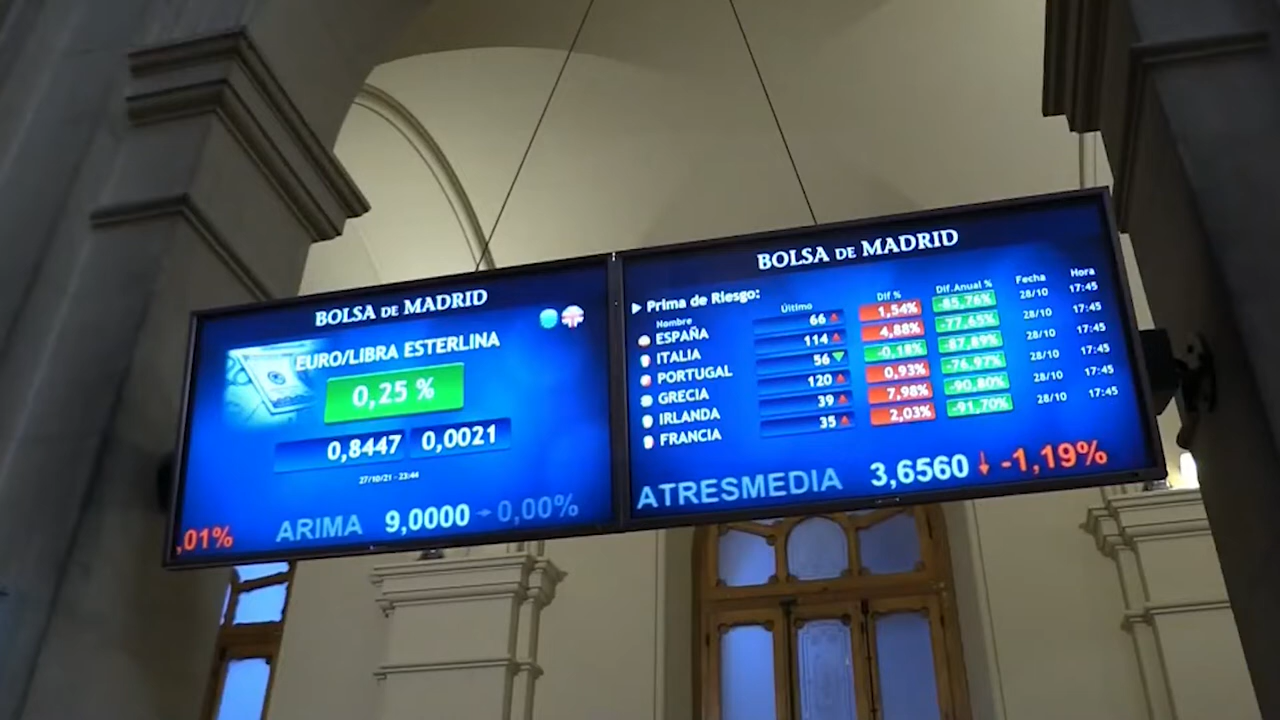 BOLSA DE MADRID
EURO/LIBRA ESTERLINA
0,25 %
0,8447 0,0021
27/10/21 - 23:44
,01% ARIMA 9,0000 0,00%
BOLSA DE MADRID
Prima de Riesgo:
Nombre Último Dif % Dif.Anual % Fecha Hora
ESPAÑA 66 1,54% -85,76% 28/10 17:45
ITALIA 114 4,88% -77,65% 28/10 17:45
PORTUGAL 56 -0,18% -87,89% 28/10 17:45
GRECIA 120 0,93% -76,97% 28/10 17:45
IRLANDA 39 7,98% -90,80% 28/10 17:45
FRANCIA 35 2,03% -91,70% 28/10 17:45
ATRESMEDIA 3,6560 -1,19%